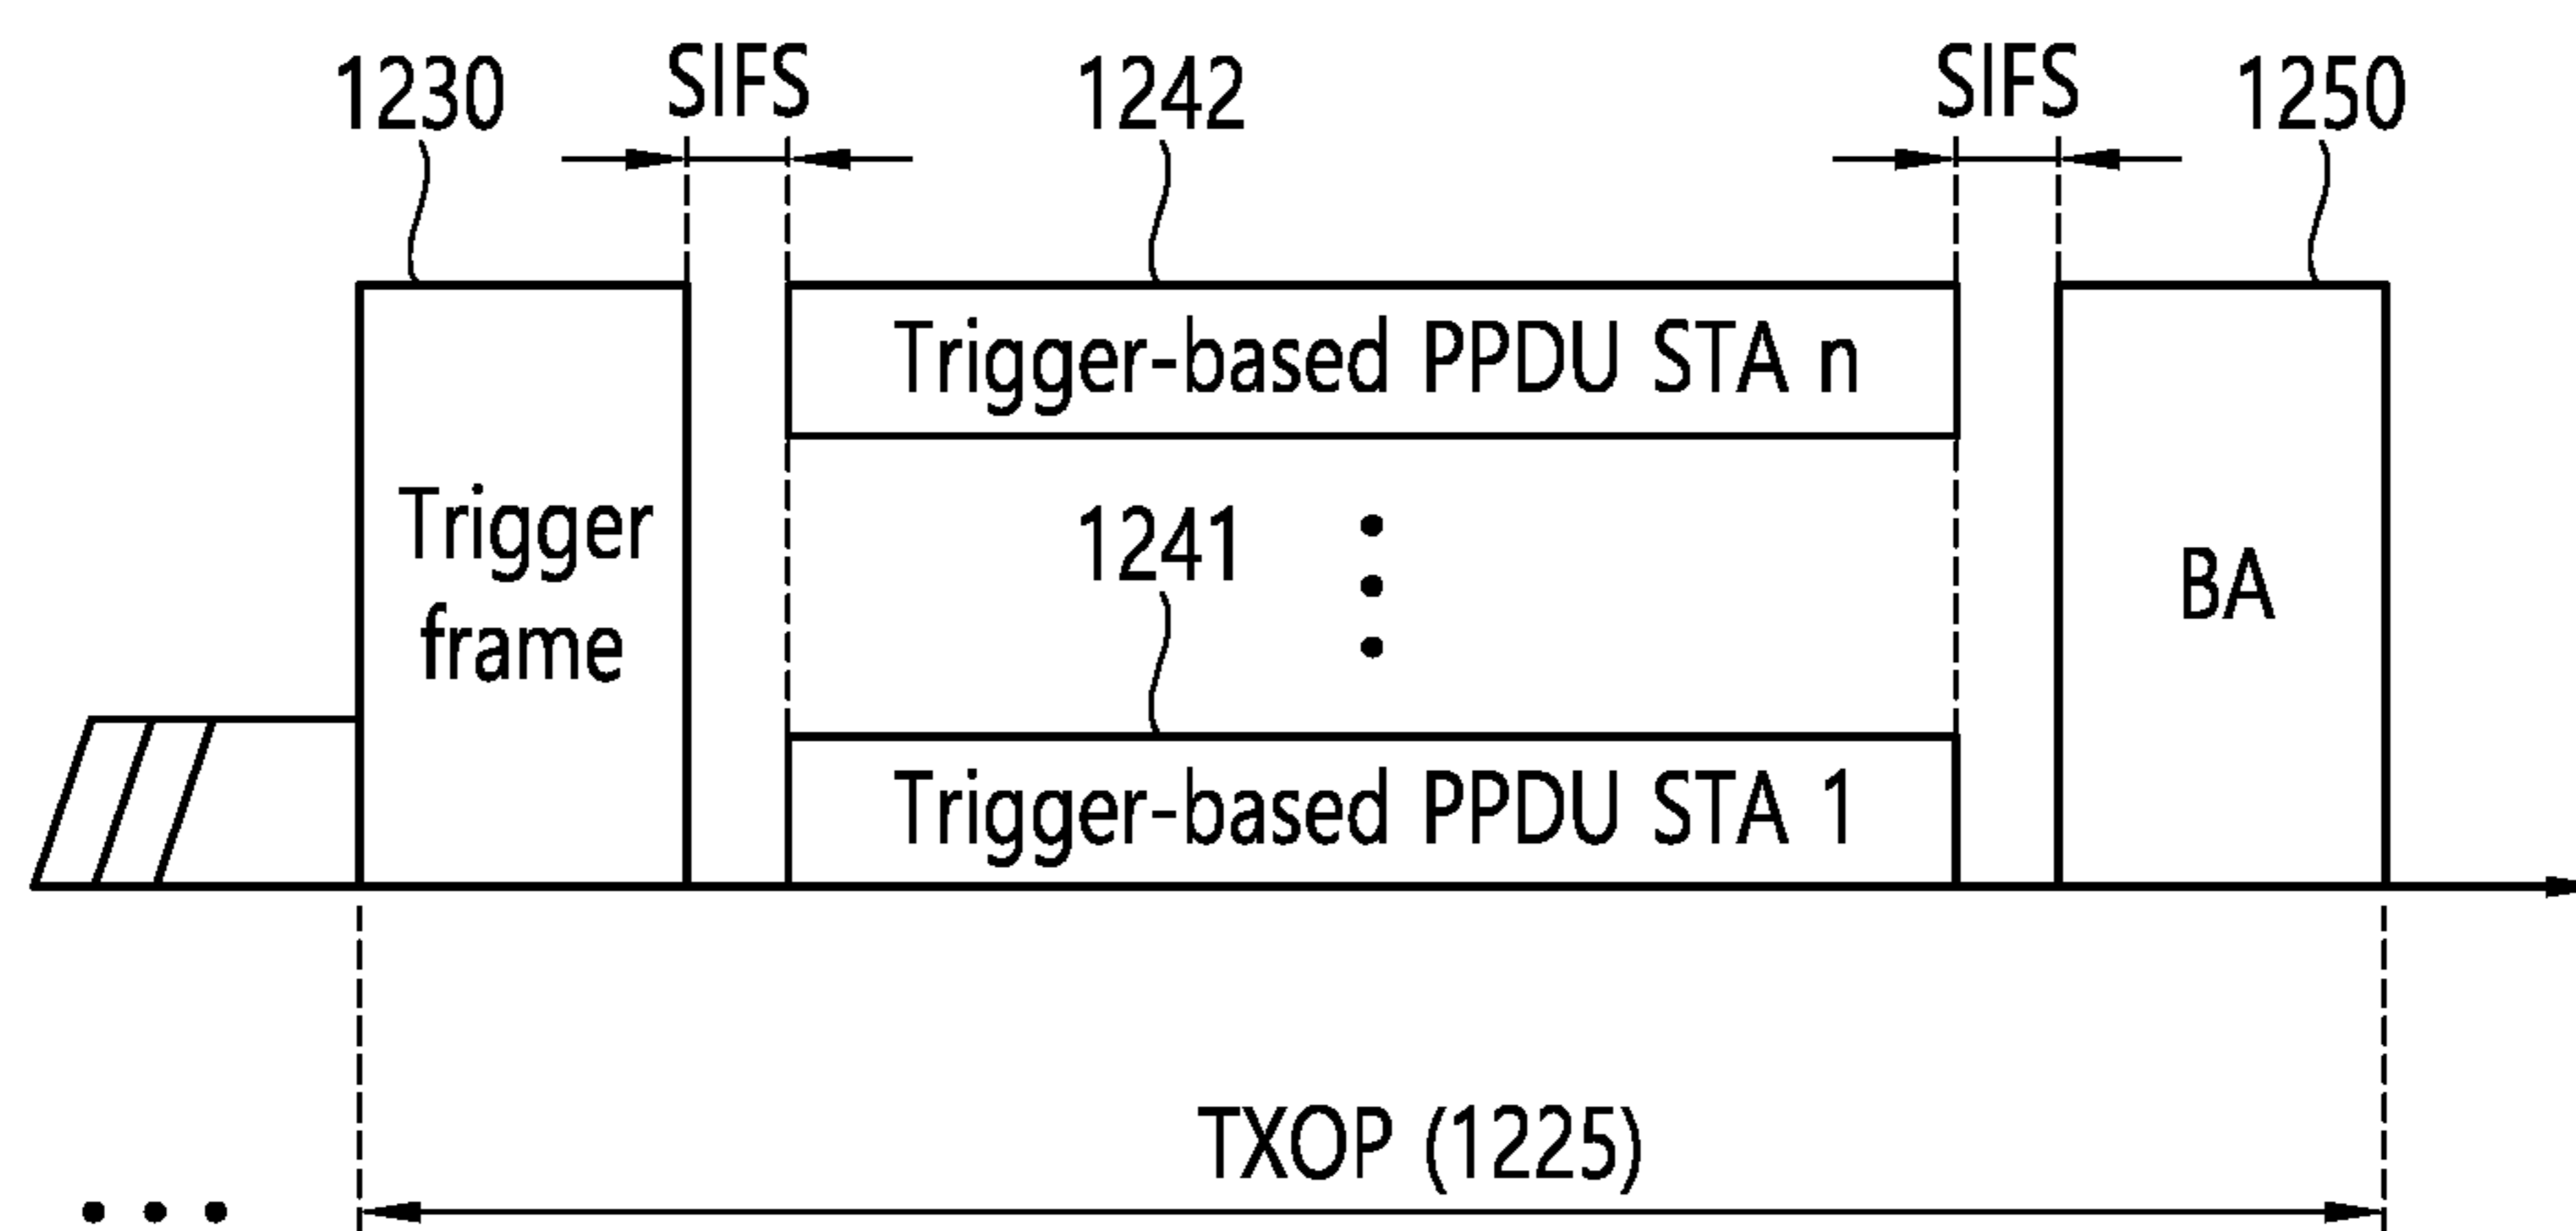 1230
SIFS
1242
SIFS
1250
Trigger-based PPDU STA n
Trigger
frame
1241
BA
Trigger-based PPDU STA 1
TXOP (1225)